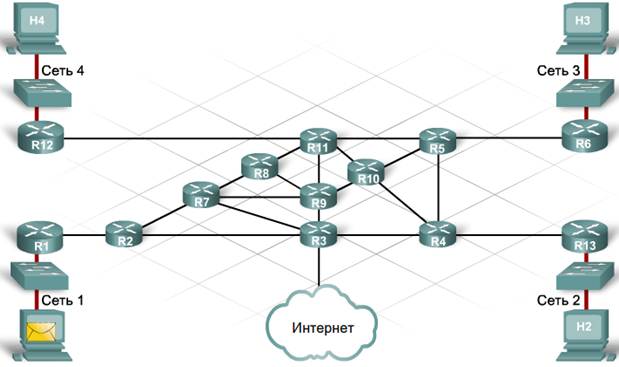 H4
H3
Сеть 4
Сеть 3
R12
R11
R5
R6
R8
R10
R7
R9
R1
R2
R3
R4
R13
Сеть 1
Сеть 2
Интернет
H2